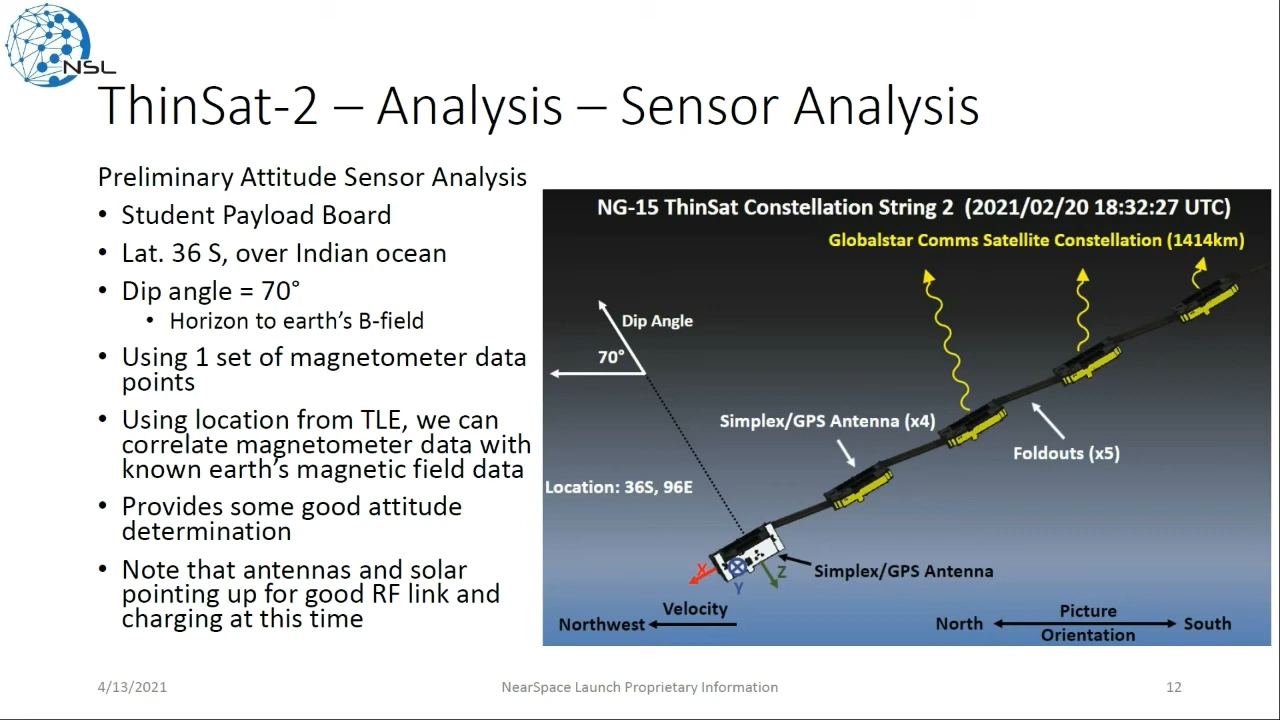 NSL
ThinSat-2 – Analysis – Sensor Analysis
Preliminary Attitude Sensor Analysis
• Student Payload Board
• Lat. 36 S, over Indian ocean
• Dip angle = 70°
• Horizon to earth's B-field
• Using 1 set of magnetometer data
points
• Using location from TLE, we can
correlate magnetometer data with
known earth's magnetic field data
• Provides some good attitude
determination
• Note that antennas and solar
pointing up for good RF link and
charging at this time
NG-15 ThinSat Constellation String 2 (2021/02/20 18:32:27 UTC)
Globalstar Comms Satellite Constellation (1414km)
Dip Angle
70°
Simplex/GPS Antenna (x4)
Foldouts (x5)
Location: 36S, 96E
X
Y
Z
Simplex/GPS Antenna
Velocity
Northwest
Picture
North
South
Orientation
4/13/2021
NearSpace Launch Proprietary Information
12